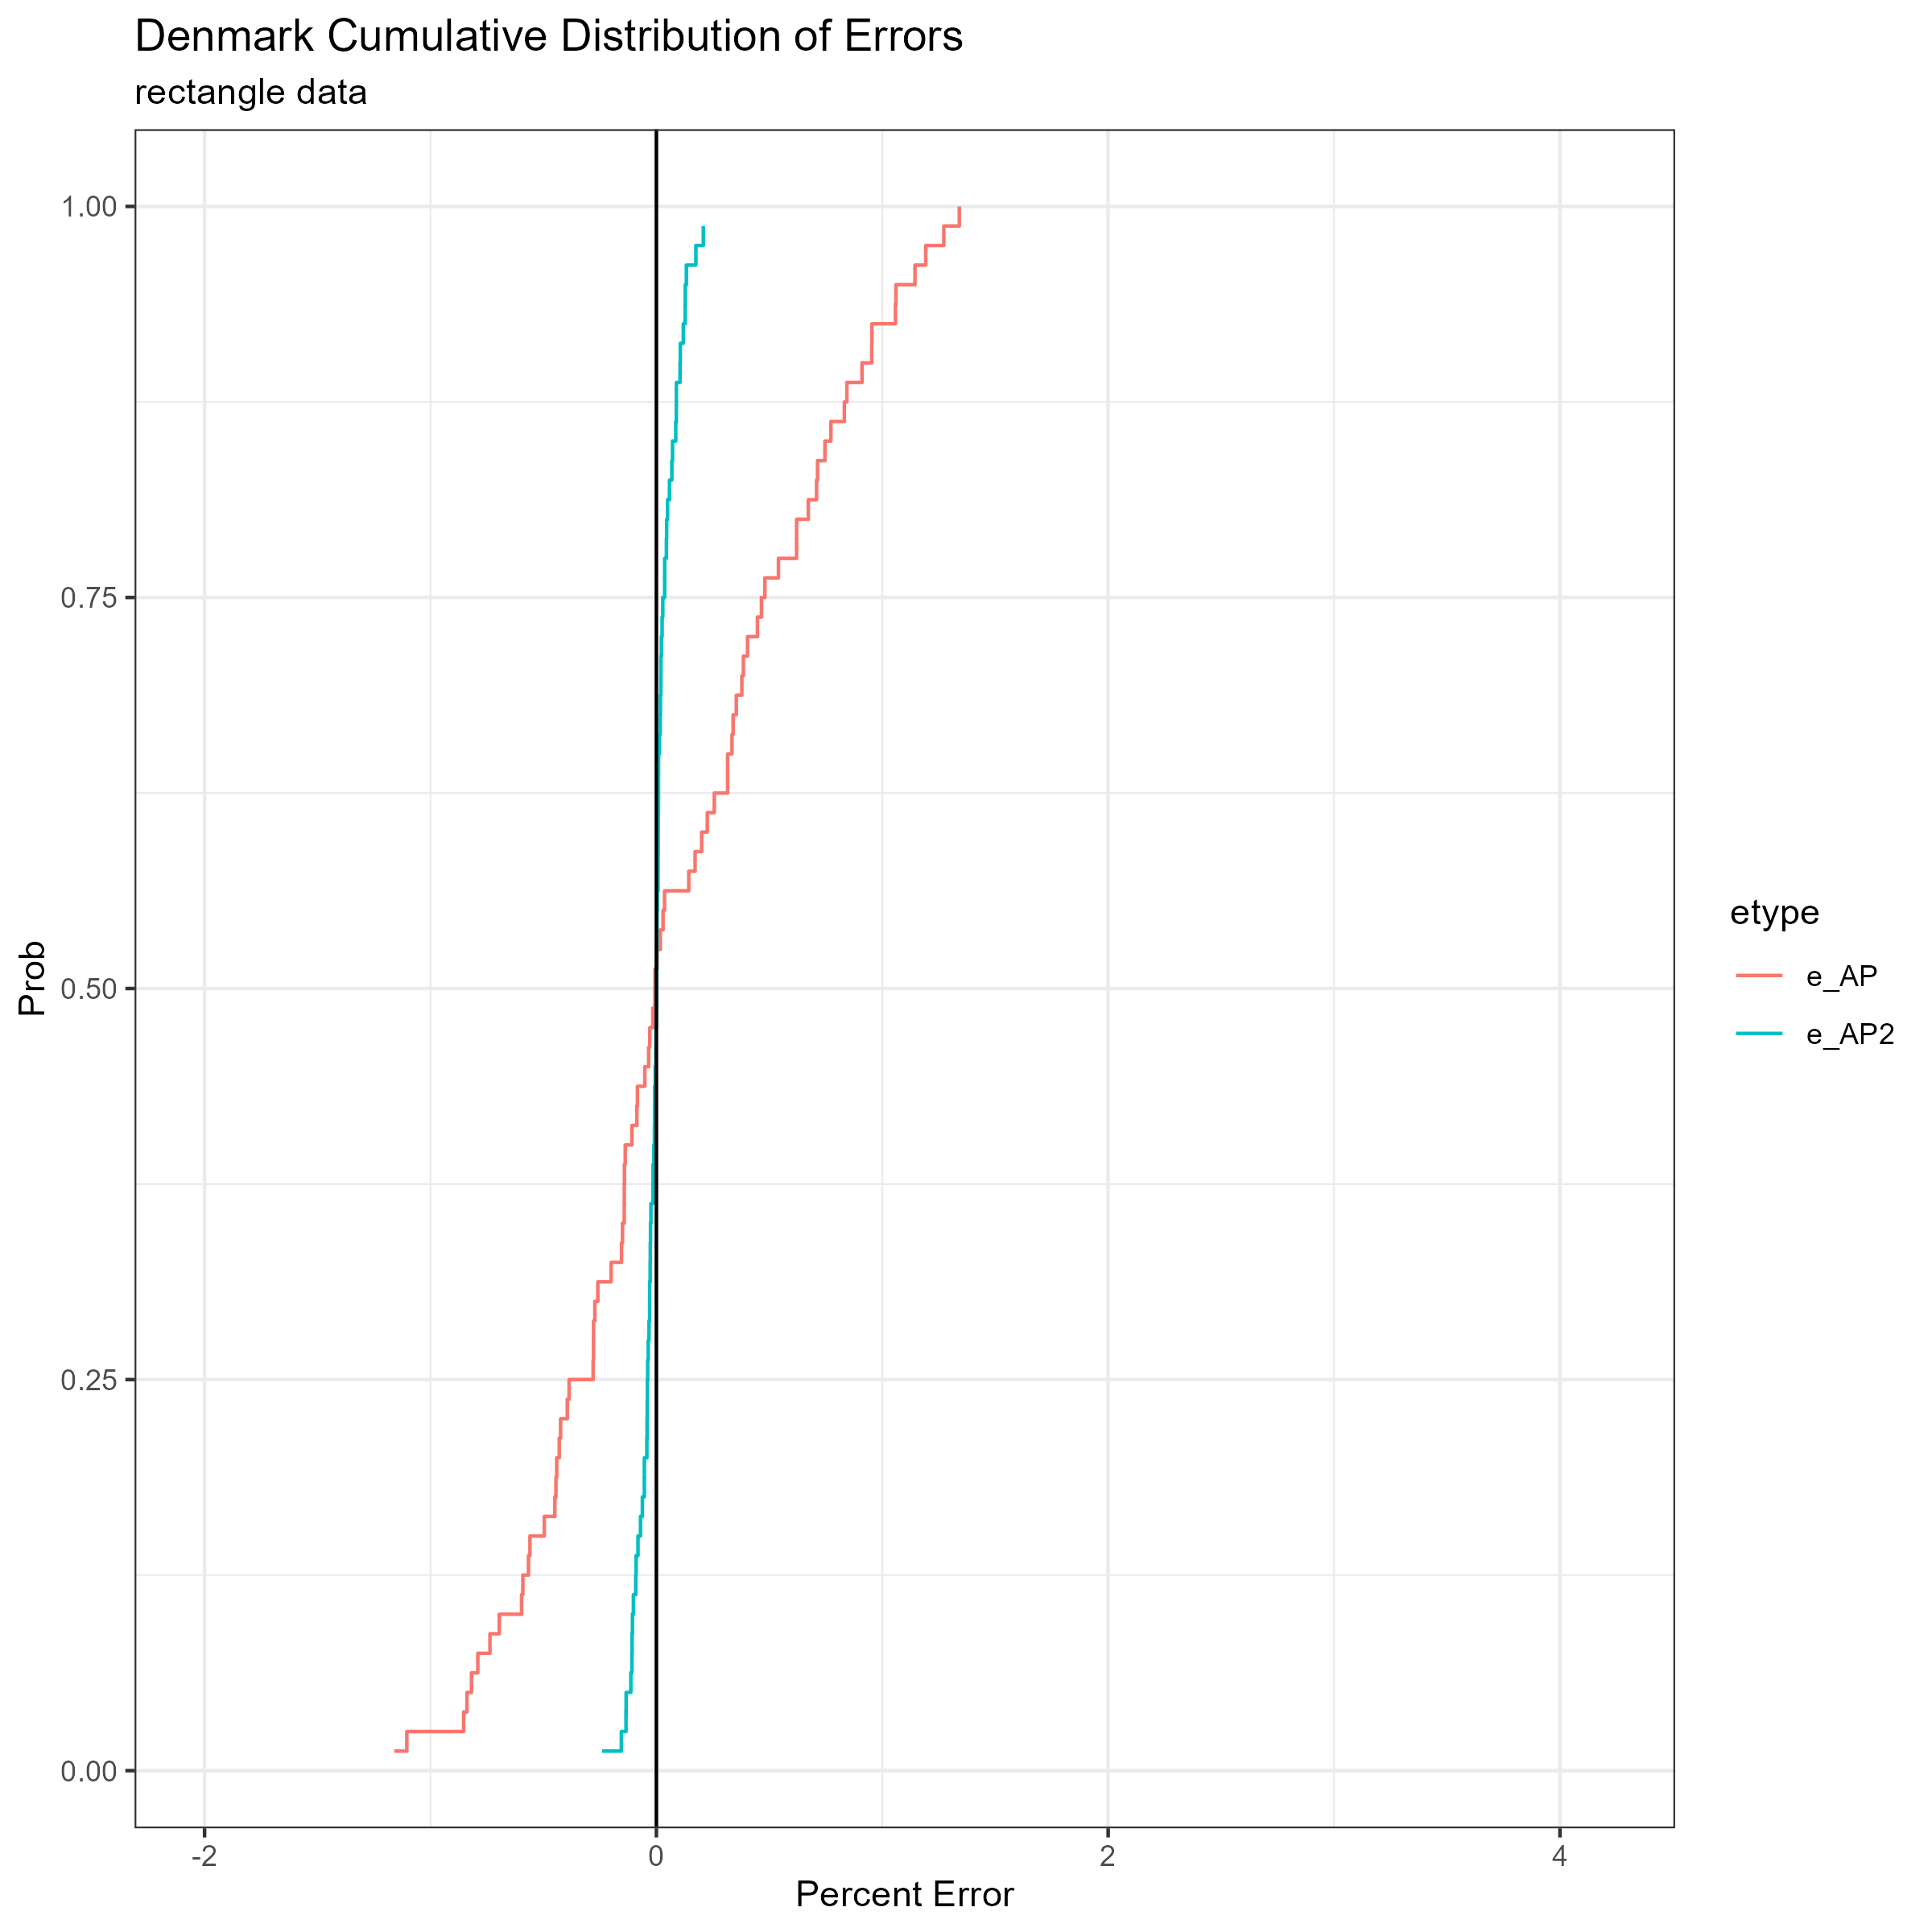 Denmark Cumulative Distribution of Errors
rectangle data
1.00
0.75
0.50
0.25
0.00
Prob
-2
0
2
4
Percent Error
etype
e_AP
e_AP2